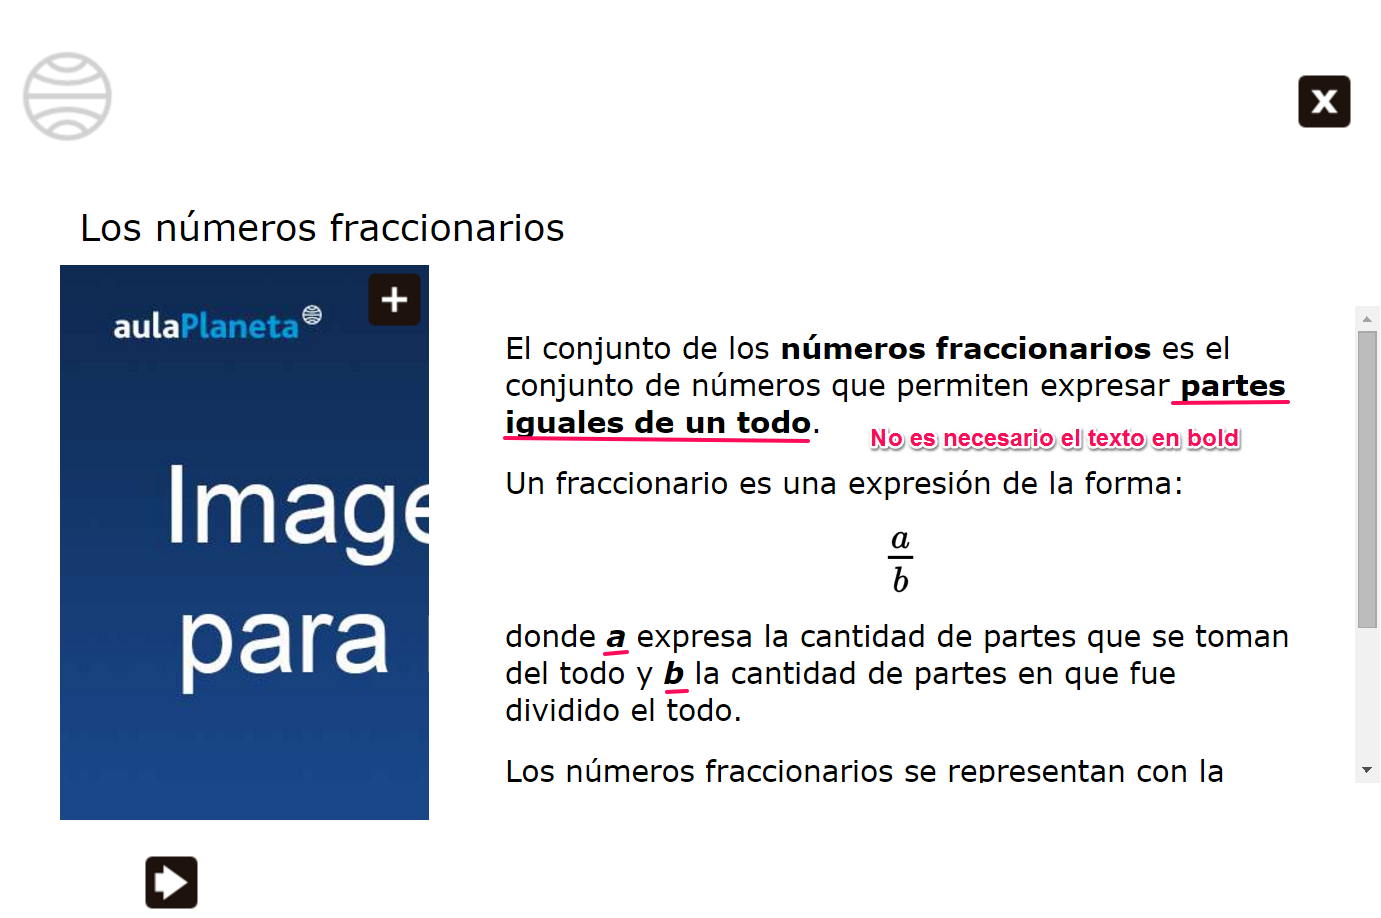 X
Los números fraccionarios
+
aulaPlaneta
Image
para
El conjunto de los números fraccionarios es el
conjunto de números que permiten expresar partes
iguales de un todo.
No es necesario el texto en bold
Un fraccionario es una expresión de la forma:
a
b
donde a expresa la cantidad de partes que se toman
del todo y b la cantidad de partes en que fue
dividido el todo.
Los números fraccionarios se representan con la